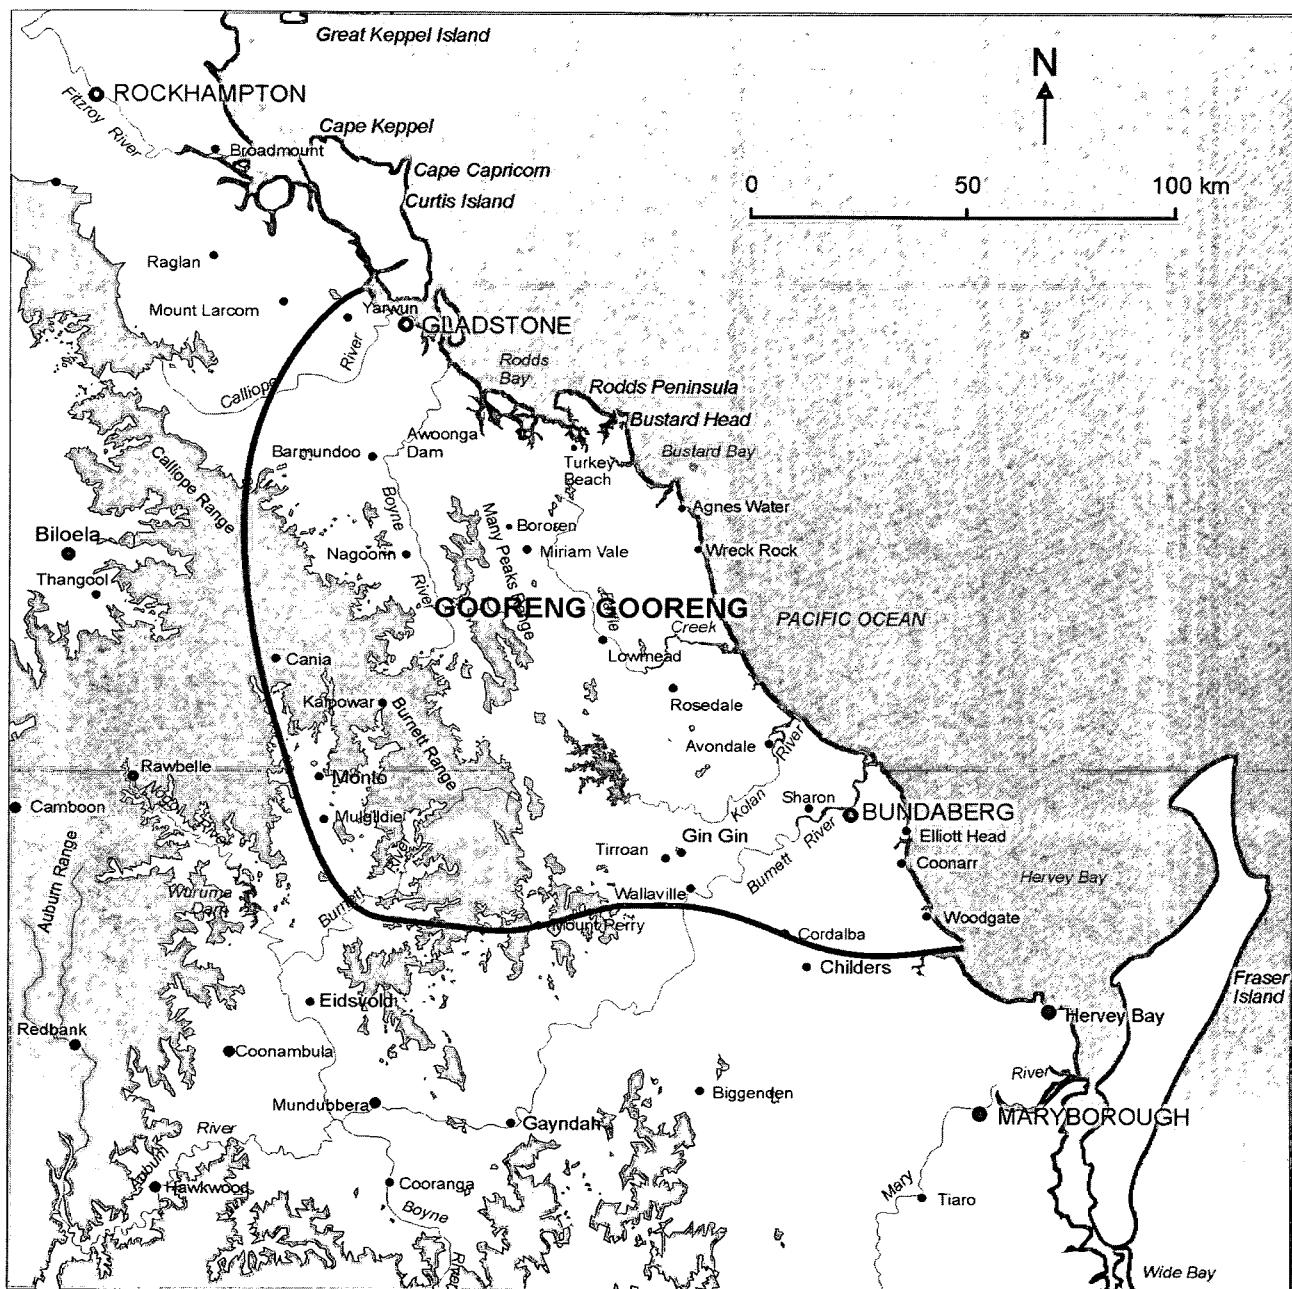 Great Keppel Island
N
ROCKHAMPTON
Fitzroy River
Cape Keppel
Broadmount
Cape Capricorn
0 50 100 km
Curtis Island
Raglan
Mount Larcom
Yarwun
GLADSTONE
River
Calliope
Rodds
Bay
Rodds Peninsula
Bustard Head
Awoonga
Dam
Barmundoo
Bustard Bay
Turkey
Beach
Calliope Range
Boyne
River
Many Peaks Range
Agnes Water
Bororen
Biloela
Nagoorin
Miriam Vale
Wreck Rock
Thangool
GOORENG GOORENG
PACIFIC OCEAN
Creek
Cania
Lowmead
Kalpowar
Burnett Range
Rosedale
Avondale
River
Kolan
Rawbelle
Monto
Nogoa River
Camboon
Mulgildie
Sharon
BUNDABERG
Elliott Head
Gin Gin
Tirroan
Burnett
River
Coonarr
River
Burnett
Wuruma
Dam
Auburn Range
Wallaville
Hervey Bay
Woodgate
Mount Perry
Cordalba
Childers
Fraser
Island
Eidsvold
Hervey Bay
Redbank
Coonambula
River
Biggenden
Mundubbera
Gayndah
MARYBOROUGH
River
Auburn
Hawkwood
Cooranga
Boyne
River
Mary
Tiaro
Wide Bay